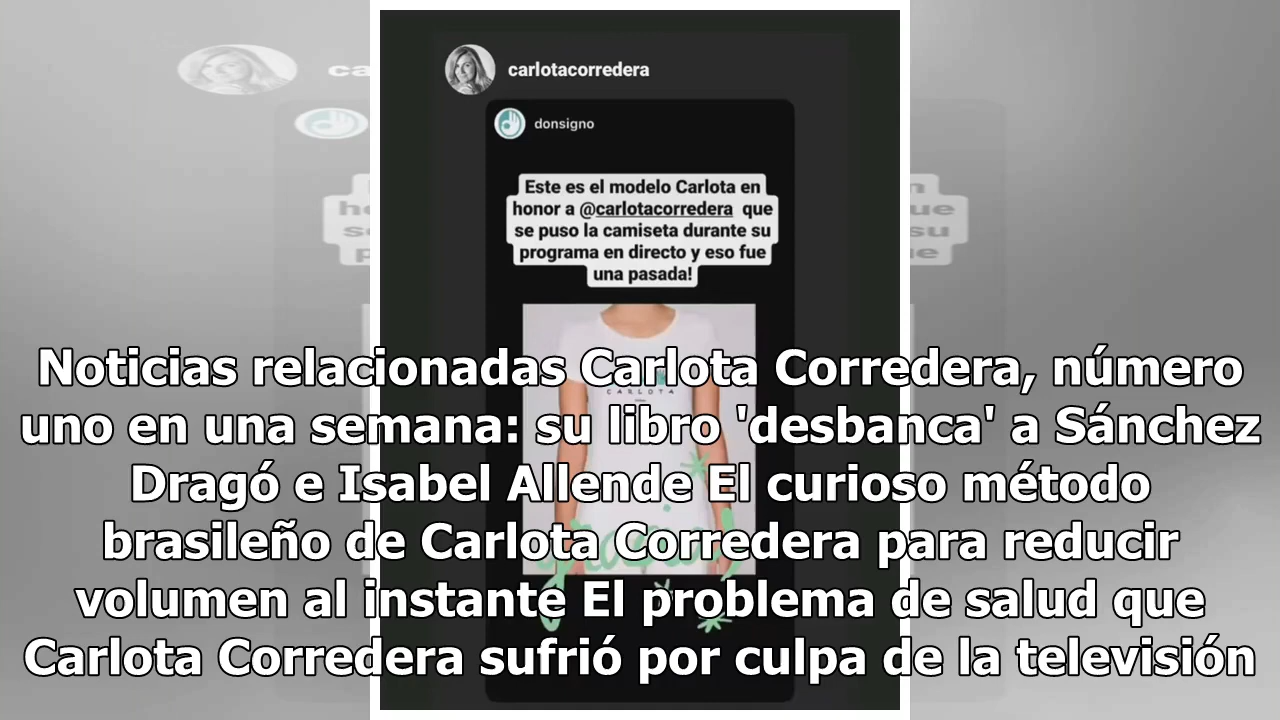 carlotacorredera
donsigno
Este es el modelo Carlota en
honor a @carlotacorredera que
se puso la camiseta durante su
programa en directo y eso fue
una pasada!
Noticias relacionadas Carlota Corredera, número
uno en una semana: su libro 'desbanca' a Sánchez
Dragó e Isabel Allende El curioso método
brasileño de Carlota Corredera para reducir
volumen al instante El problema de salud que
Carlota Corredera sufrió por culpa de la televisión
CARLOTA